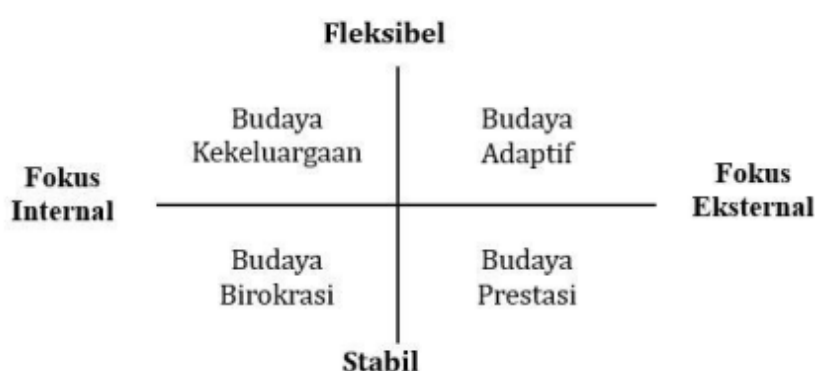 Fleksibel
Budaya
Kekeluargaan
Budaya
Adaptif
Fokus
Internal
Fokus
Eksternal
Budaya
Birokrasi
Budaya
Prestasi
Stabil